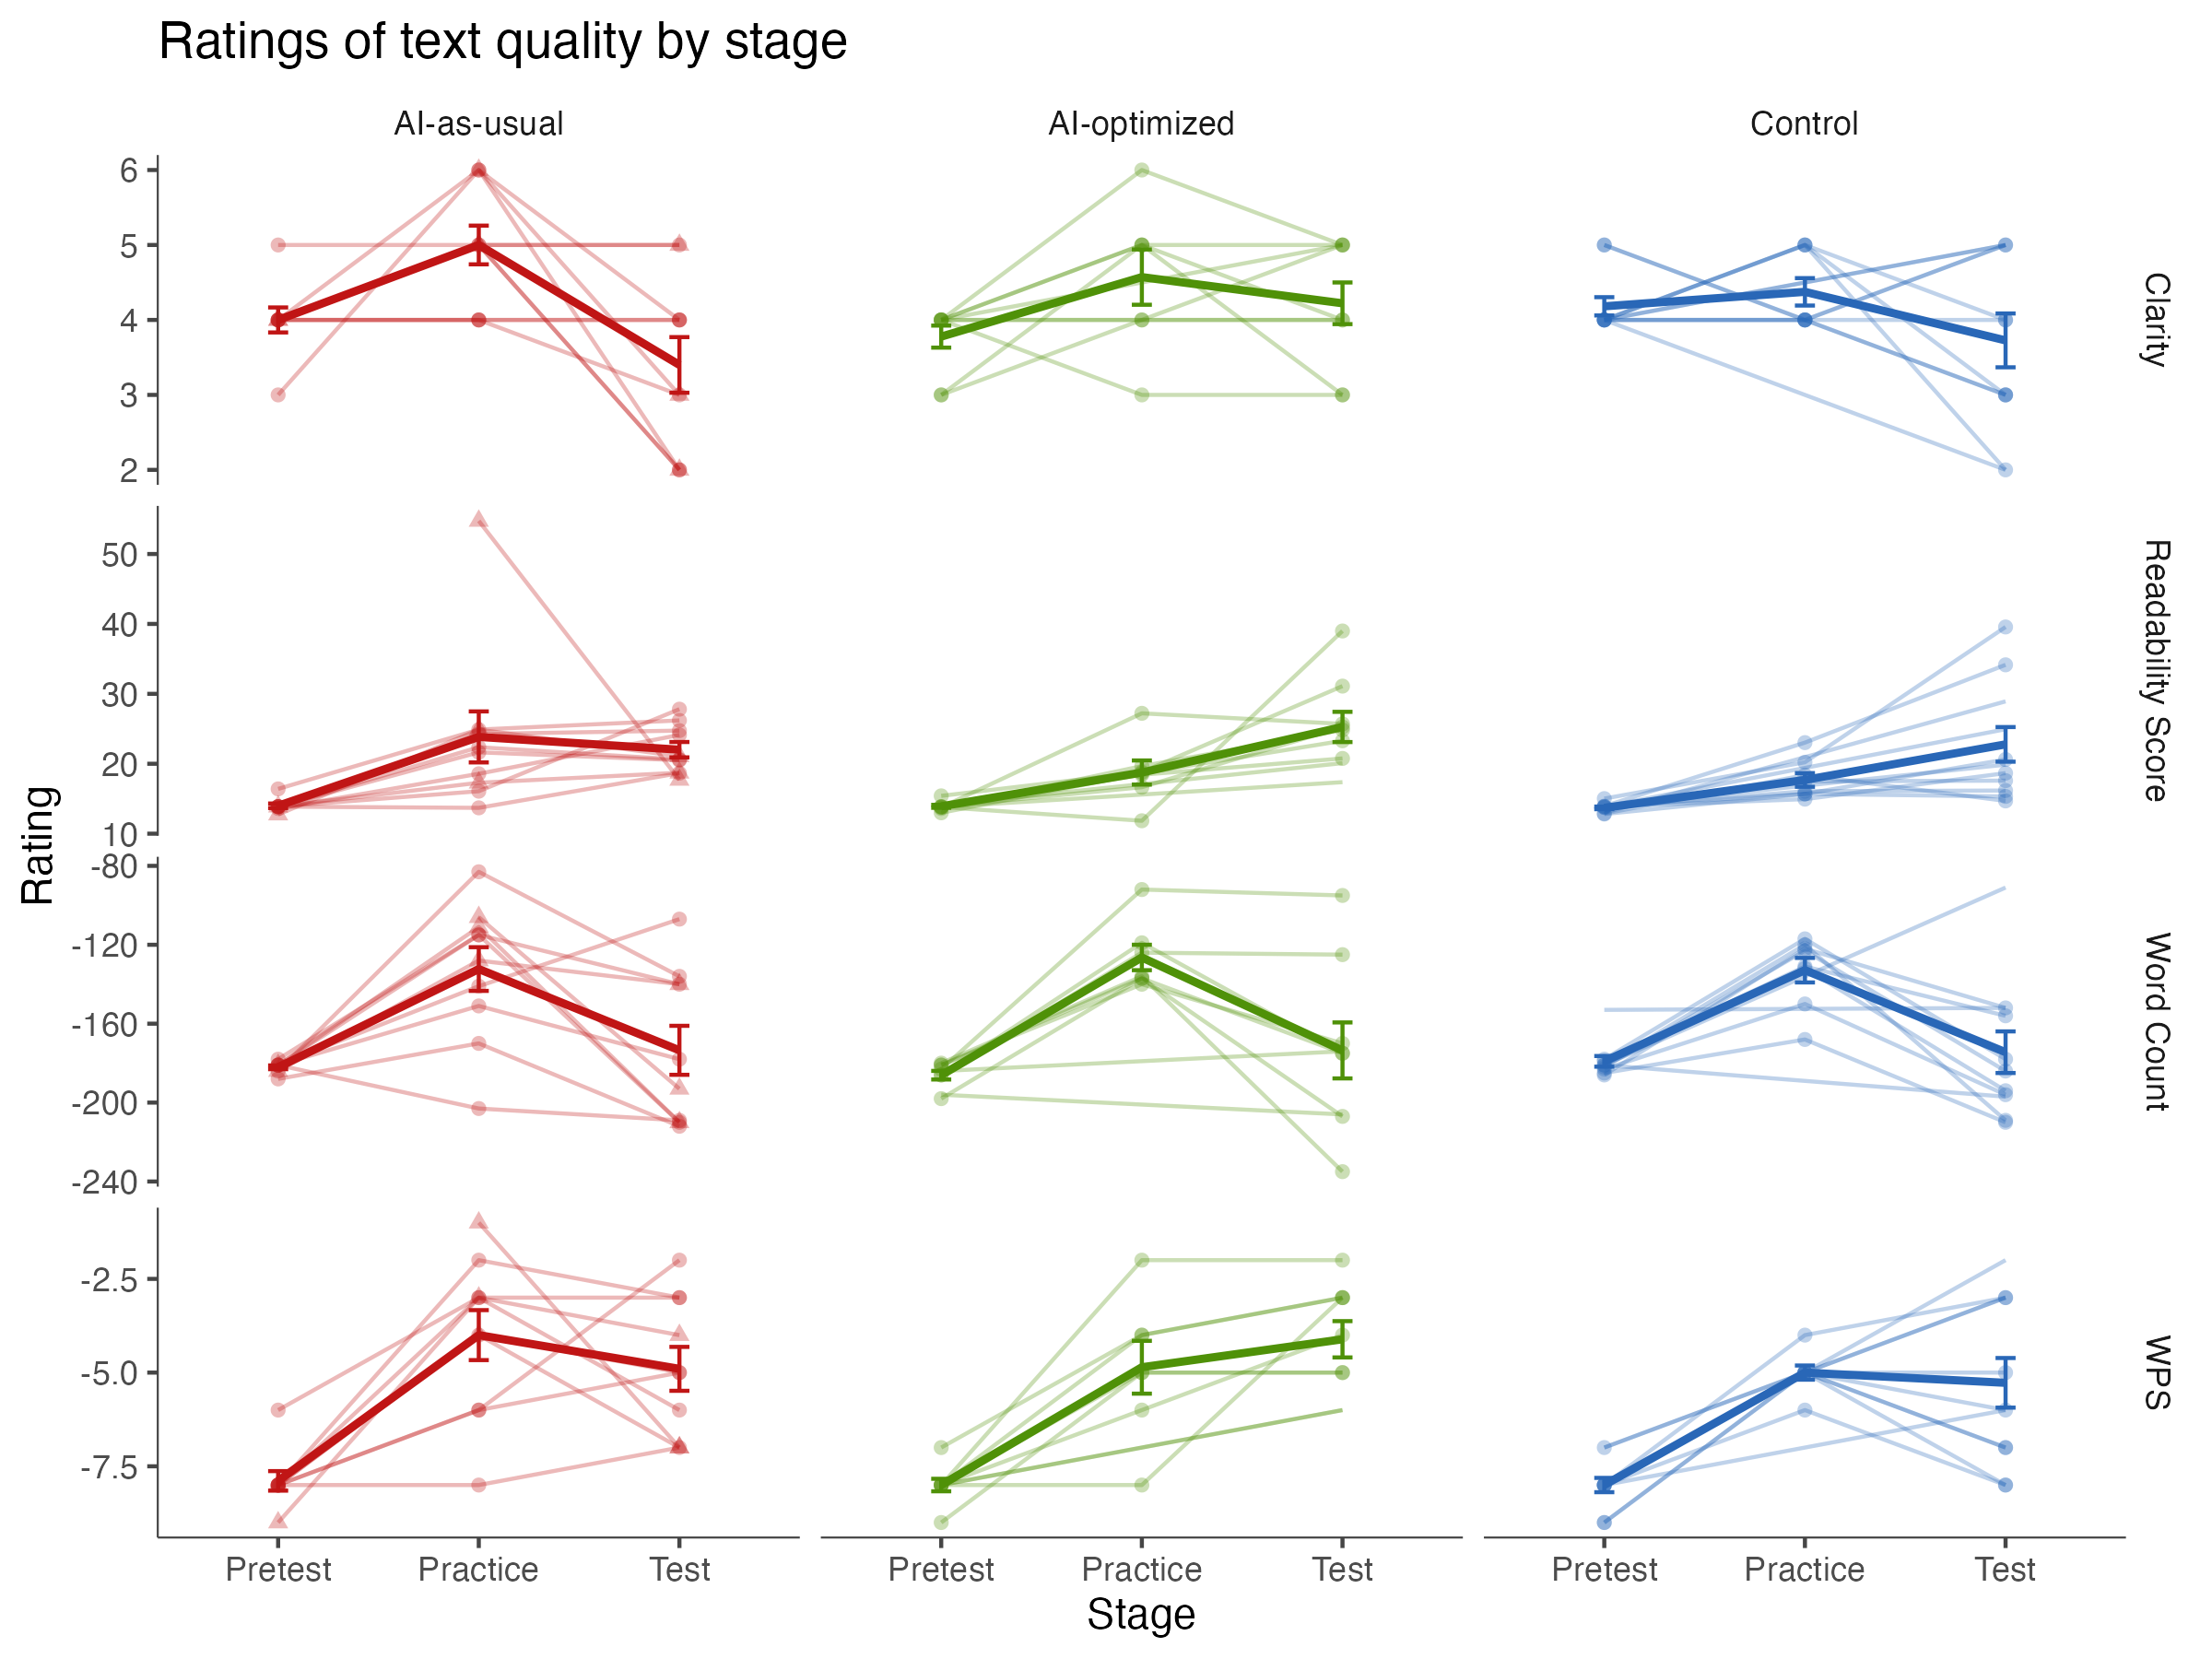 Ratings of text quality by stage
AI-as-usual
AI-optimized
Control
6
5
4
3
2
Clarity
50
40
30
20
10
Readability Score
-80
-120
-160
-200
-240
Word Count
-2.5
-5.0
-7.5
WPS
Rating
Pretest
Practice
Test
Pretest
Practice
Test
Pretest
Practice
Test
Stage